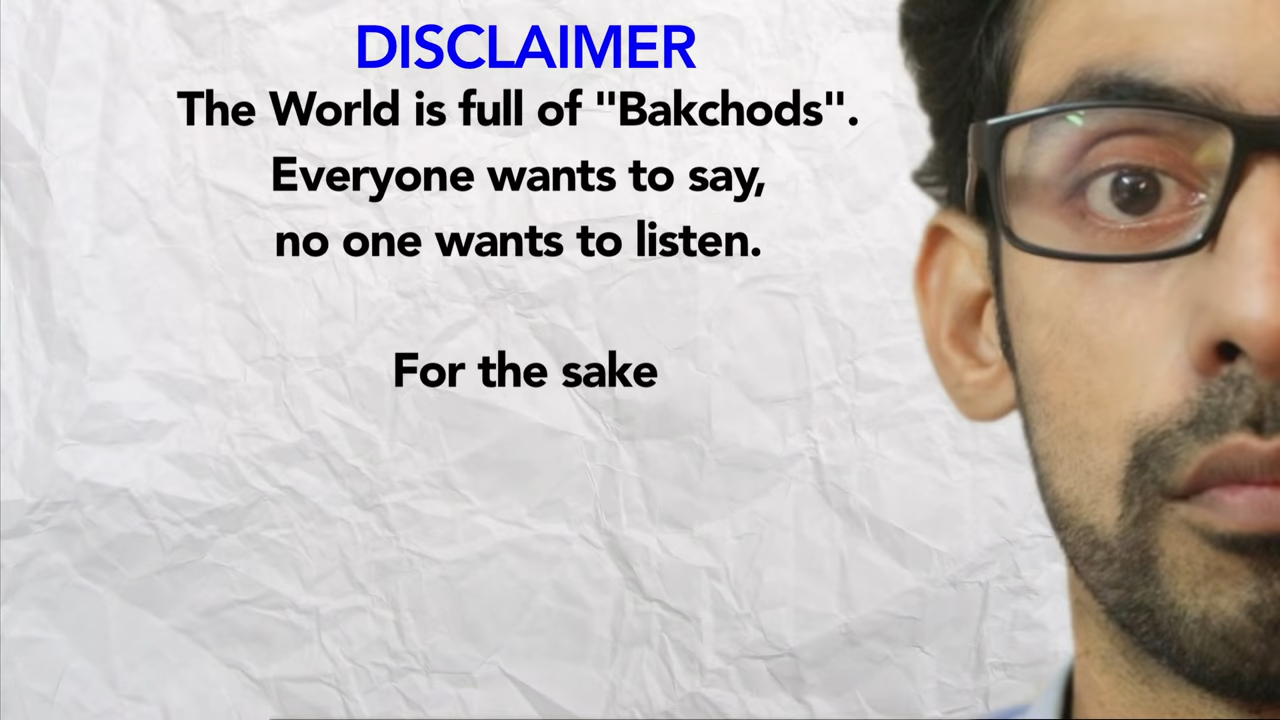 DISCLAIMER
The World is full of "Bakchods".
Everyone wants to say,
no one wants to listen.
For the sake